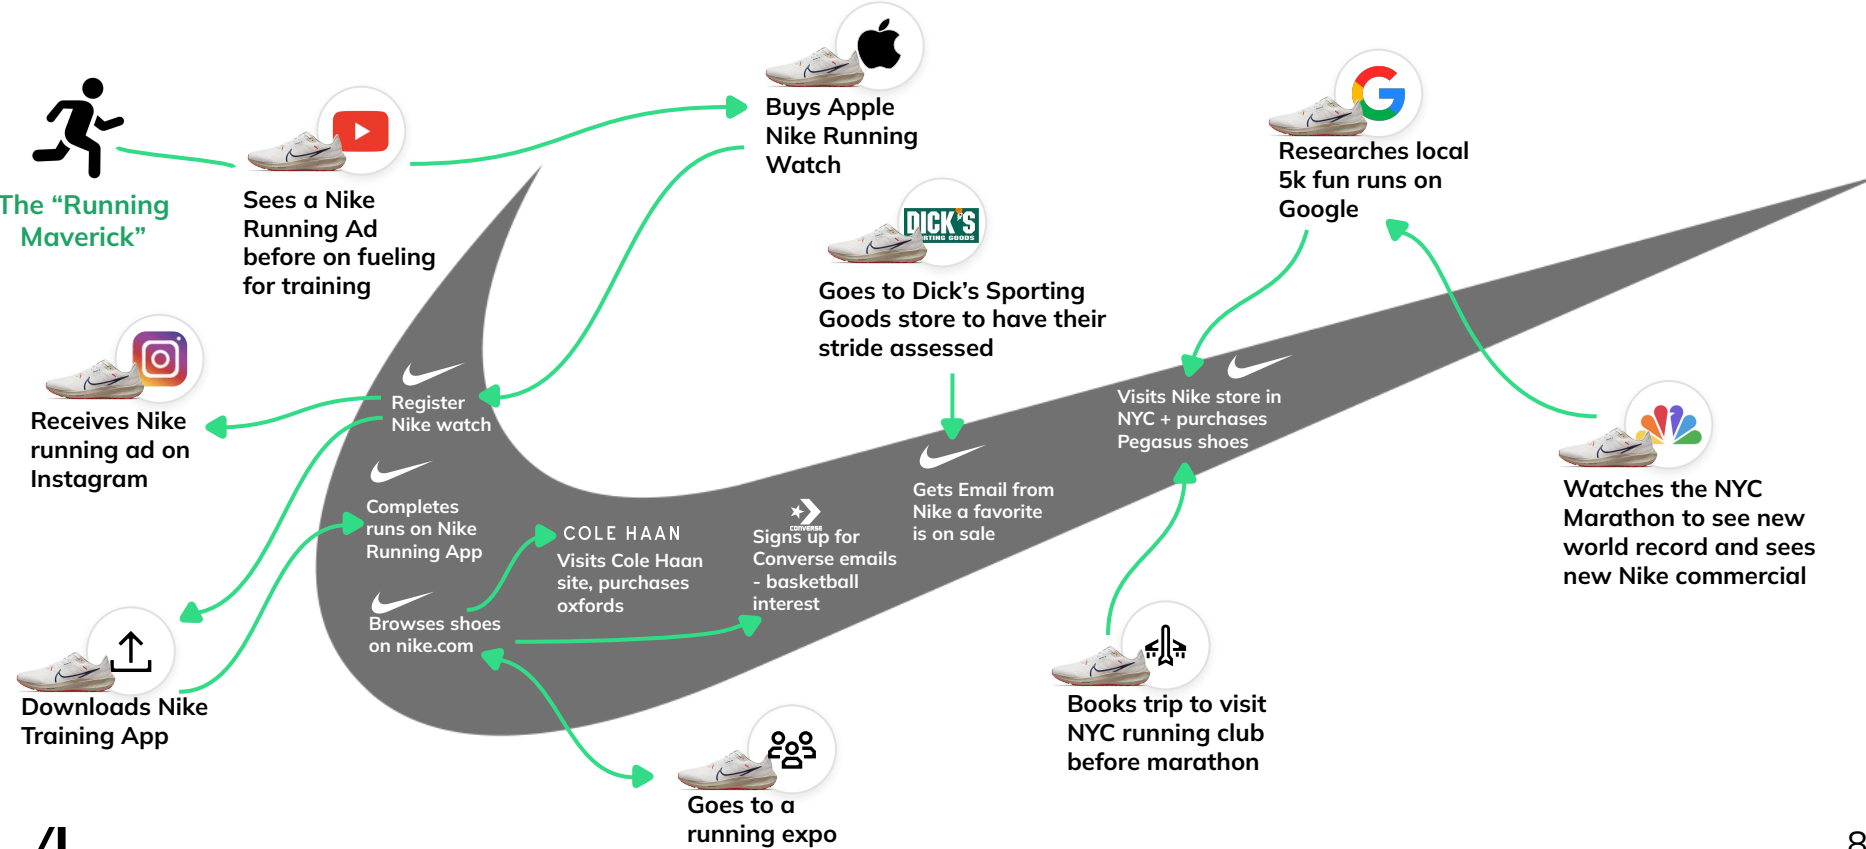 The “Running
Maverick”
Sees a Nike
Running Ad
before on fueling
for training
Buys Apple
Nike Running
Watch
DICK'S
RTING GOODS
Goes to Dick’s Sporting
Goods store to have their
stride assessed
Researches local
5k fun runs on
Google
Receives Nike
running ad on
Instagram
Register
Nike watch
Completes
runs on Nike
Running App
Browses shoes
on nike.com
COLE HAAN
Visits Cole Haan
site, purchases
oxfords
CONVERSE
Signs up for
Converse emails
- basketball
interest
Gets Email from
Nike a favorite
is on sale
Visits Nike store in
NYC + purchases
Pegasus shoes
Watches the NYC
Marathon to see new
world record and sees
new Nike commercial
Downloads Nike
Training App
Goes to a
running expo
Books trip to visit
NYC running club
before marathon
8